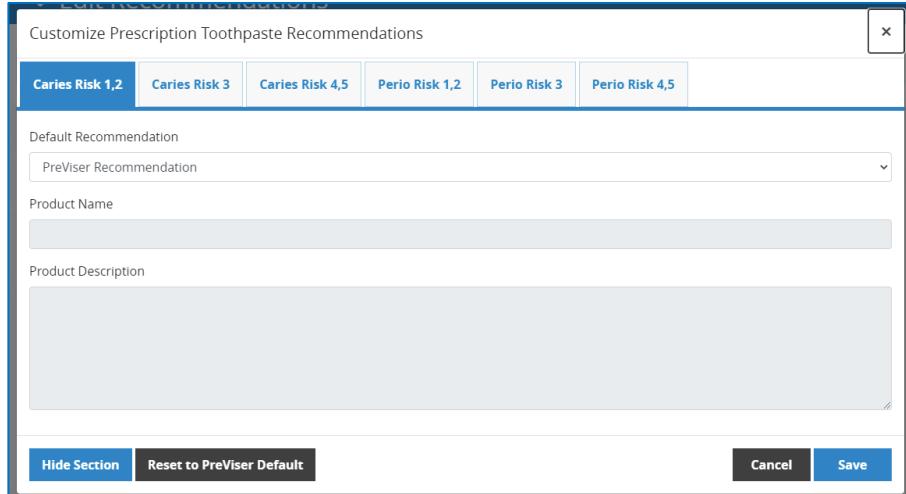 Edit Recommendations
Customize Prescription Toothpaste Recommendations
×
Caries Risk 1,2
Caries Risk 3
Caries Risk 4,5
Perio Risk 1,2
Perio Risk 3
Perio Risk 4,5
Default Recommendation
PreViser Recommendation
Product Name
Product Description
Hide Section
Reset to PreViser Default
Cancel
Save